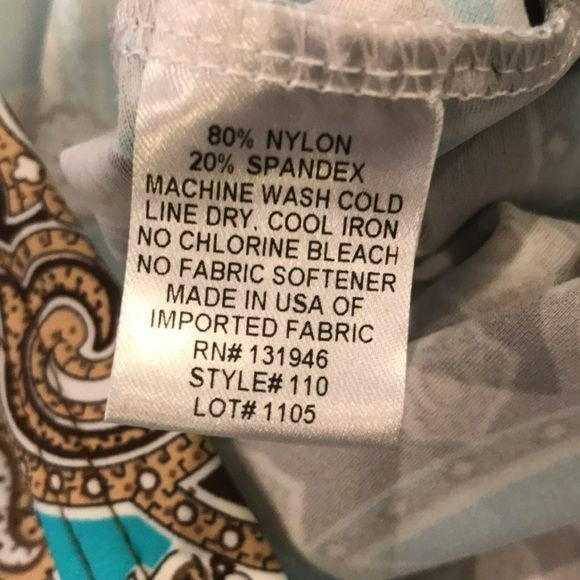 80% NYLON
20% SPANDEX
MACHINE WASH COLD
LINE DRY. COOL IRON
NO CHLORINE BLEACH
NO FABRIC SOFTENER
MADE IN USA OF
IMPORTED FABRIC
RN# 131946
STYLE# 110
LOT# 1105